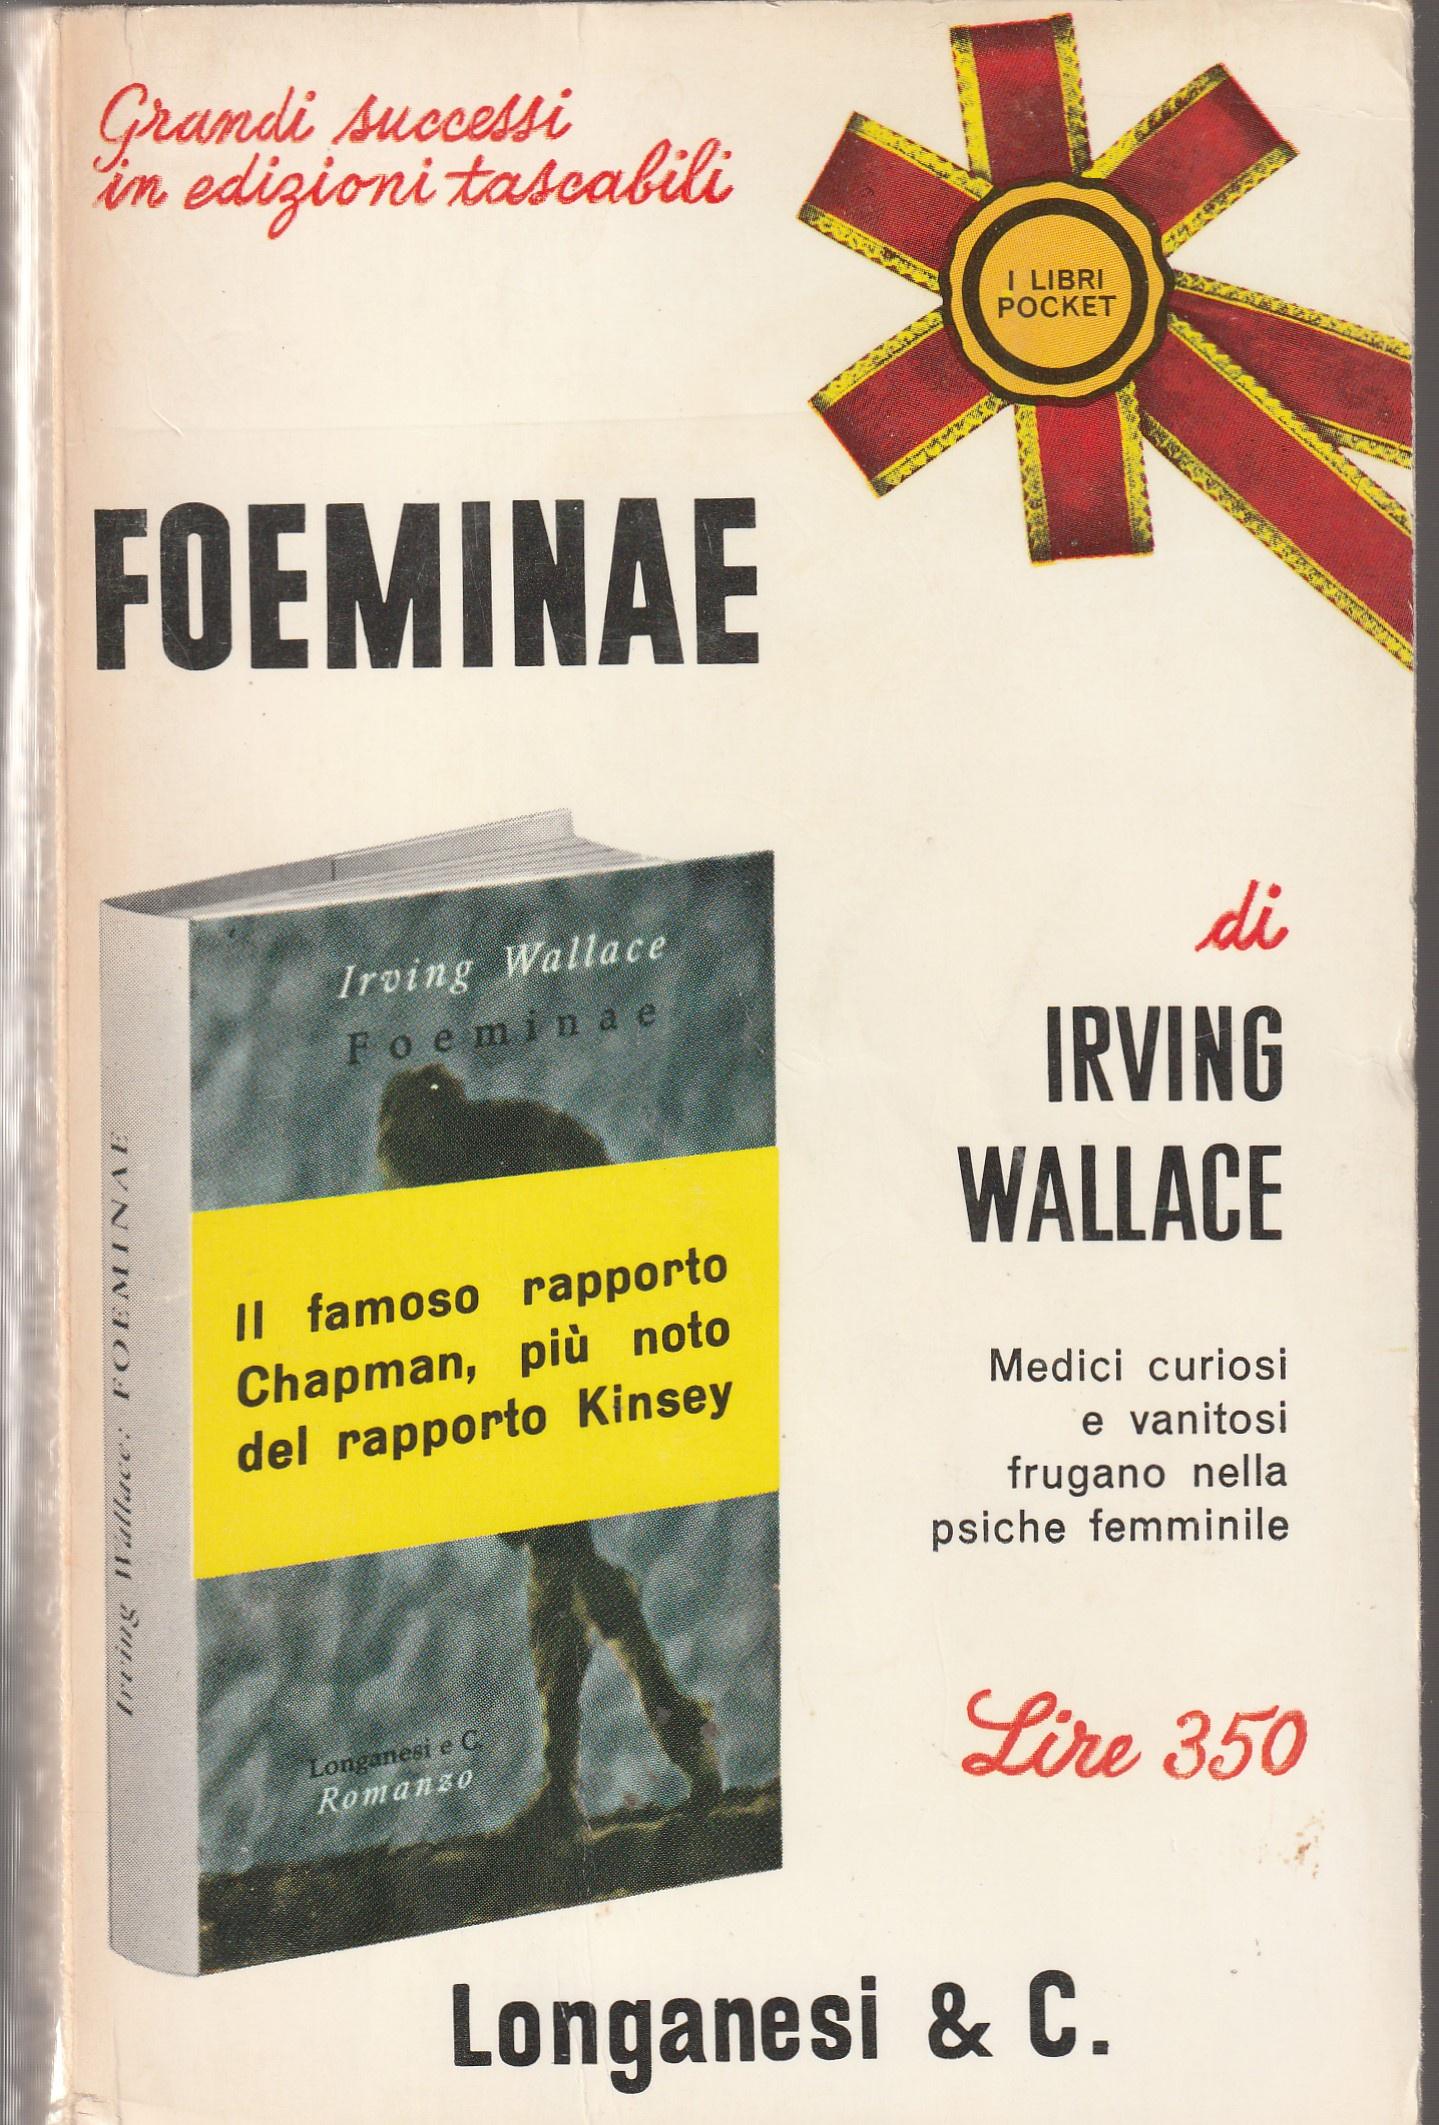 Grandi successi
in edizioni tascabili
I LIBRI
POCKET
FOEMINAE
Irving Wallace
Foeminae
Irving Wallace: FOEMINAE
Il famoso rapporto
Chapman, più noto
del rapporto Kinsey
Longanesi e C.
Romanzo
di
IRVING
WALLACE
Medici curiosi
e vanitosi
frugano nella
psiche femminile
Lire 350
Longanesi & C.